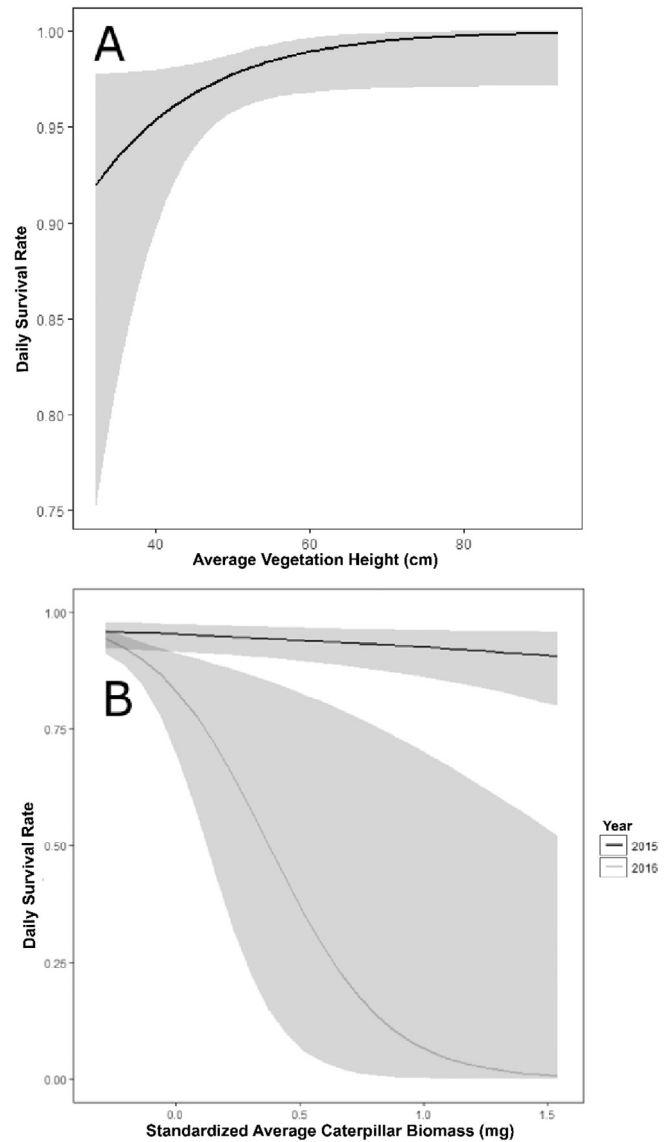 A
1.00
0.95
0.90
0.85
0.80
0.75
Daily Survival Rate
40 60 80
Average Vegetation Height (cm)
B
1.00
0.75
0.50
0.25
0.00
Daily Survival Rate
0.0 0.5 1.0 1.5
Standardized Average Caterpillar Biomass (mg)
Year
2015
2016